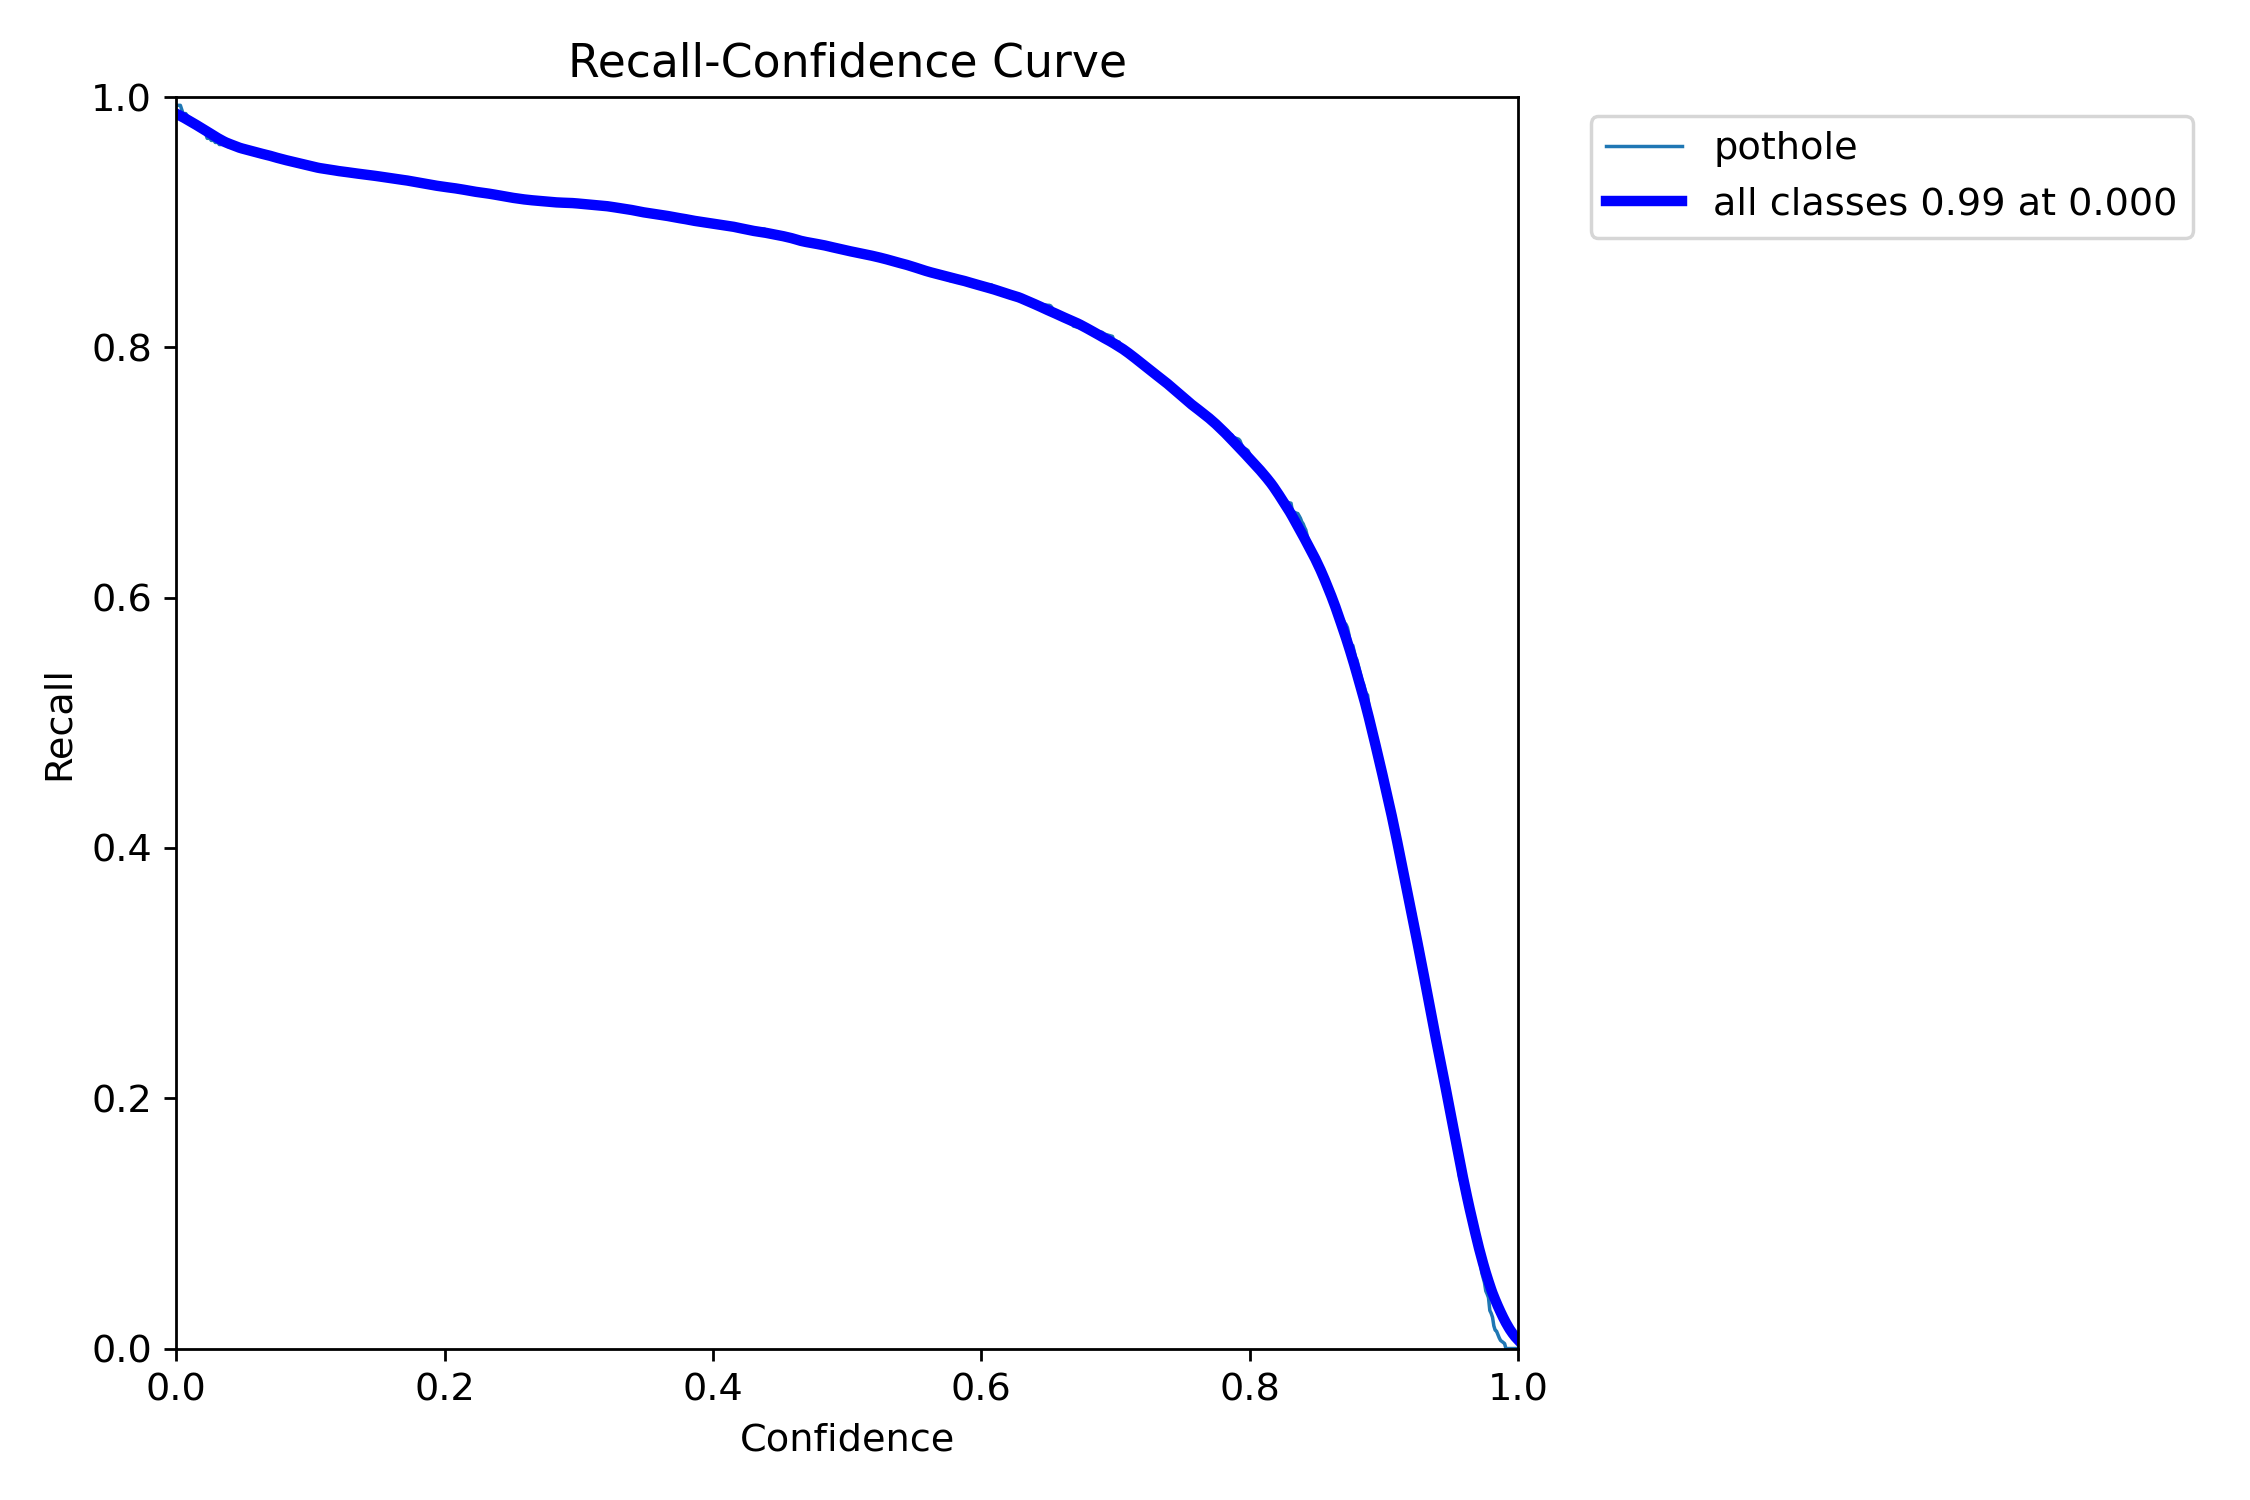 Recall-Confidence Curve
1.0
0.8
0.6
0.4
0.2
0.0
Recall
0.0 0.2 0.4 0.6 0.8 1.0
Confidence
pothole
all classes 0.99 at 0.000